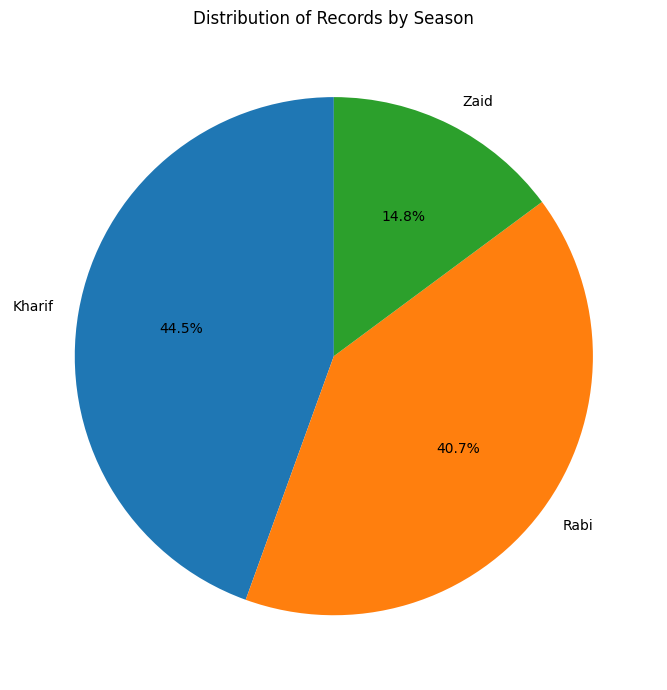 Distribution of Records by Season
Zaid
14.8%
Kharif
44.5%
40.7%
Rabi